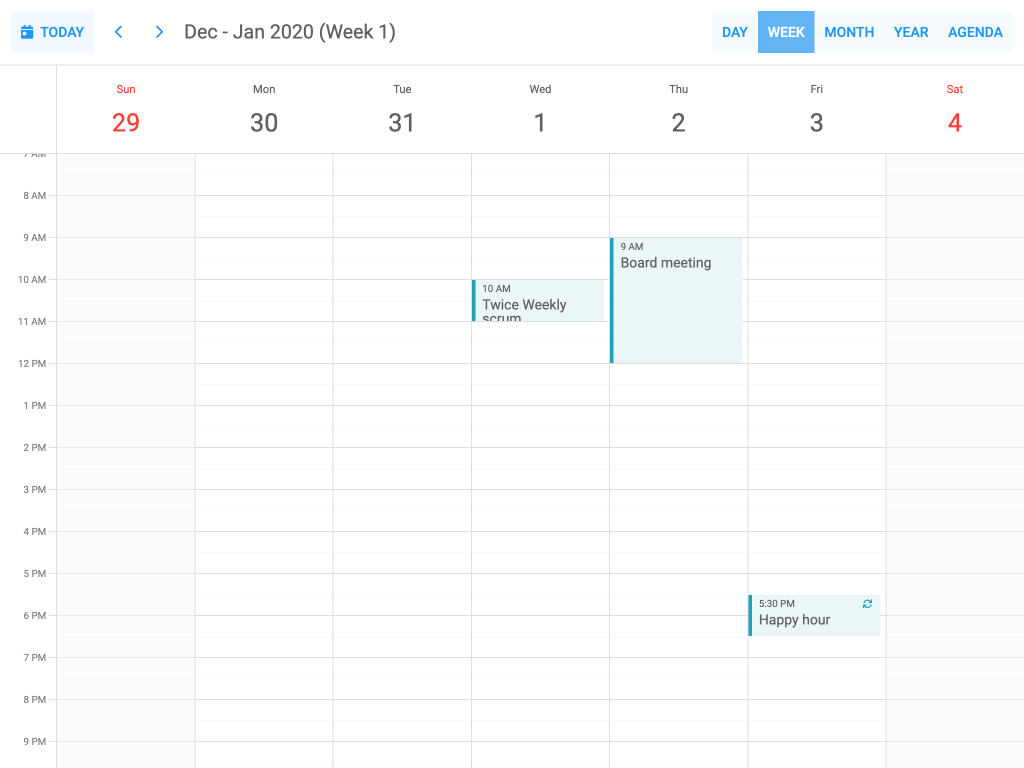 TODAY
Dec - Jan 2020 (Week 1)
DAY
WEEK
MONTH
YEAR
AGENDA
Sun
Mon
Tue
Wed
Thu
Fri
Sat
29
30
31
1
2
3
4
7 AM
8 AM
9 AM
10 AM
11 AM
12 PM
1 PM
2 PM
3 PM
4 PM
5 PM
6 PM
7 PM
8 PM
9 PM
10 AM
Twice Weekly
scrum
9 AM
Board meeting
5:30 PM
Happy hour